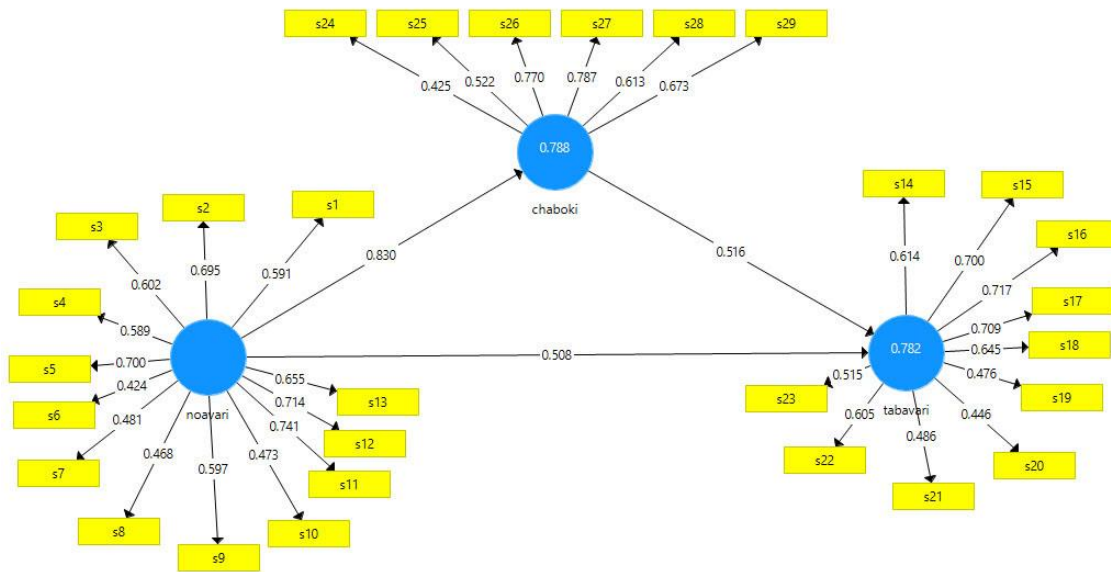 s24
s25
s26
s27
s28
s29
0.425
0.522
0.770
0.787
0.613
0.673
0.788
chaboki
s1
s2
s3
s4
s5
s6
s7
s8
s9
s10
s11
s12
s13
0.591
0.695
0.602
0.589
0.700
0.424
0.481
0.468
0.597
0.473
0.741
0.714
0.655
noavari
0.830
0.508
0.516
s14
s15
s16
s17
s18
s19
s20
s21
s22
s23
0.614
0.700
0.717
0.709
0.645
0.476
0.446
0.486
0.605
0.515
0.782
tabavari